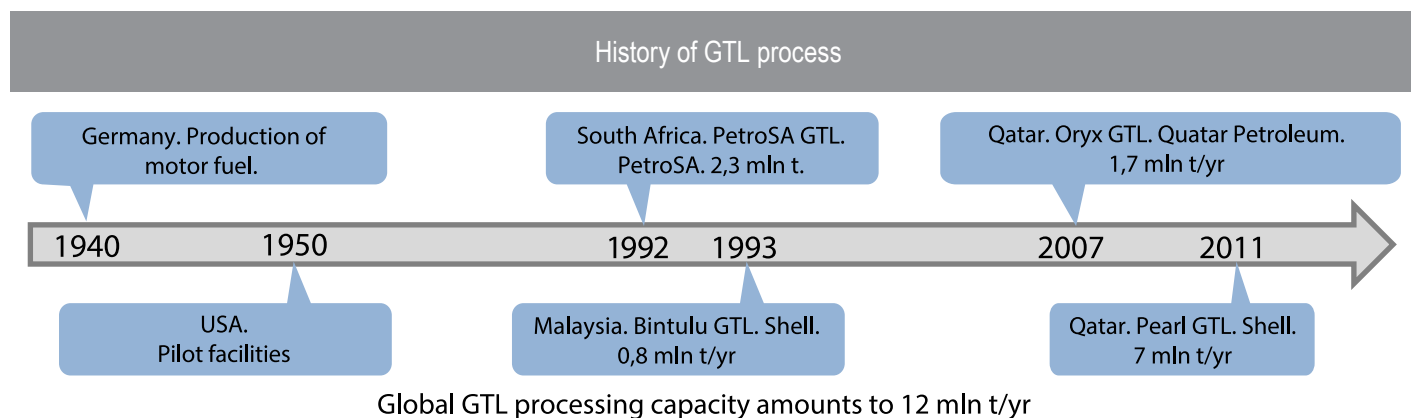 History of GTL process
Germany. Production of
motor fuel.
South Africa. PetroSA GTL.
PetroSA. 2,3 mln t.
Qatar. Oryx GTL. Quatar Petroleum.
1,7 mln t/yr
1940
1950
1992
1993
2007
2011
USA.
Pilot facilities
Malaysia. Bintulu GTL. Shell.
0,8 mln t/yr
Qatar. Pearl GTL. Shell.
7 mln t/yr
Global GTL processing capacity amounts to 12 mln t/yr